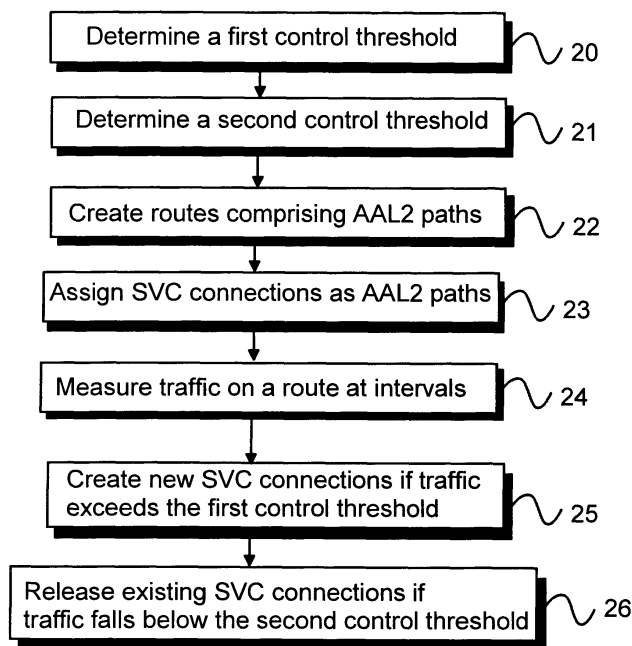 Determine a first control threshold
20
Determine a second control threshold
21
Create routes comprising AAL2 paths
22
Assign SVC connections as AAL2 paths
23
Measure traffic on a route at intervals
24
Create new SVC connections if traffic
exceeds the first control threshold
25
Release existing SVC connections if
traffic falls below the second control threshold
26